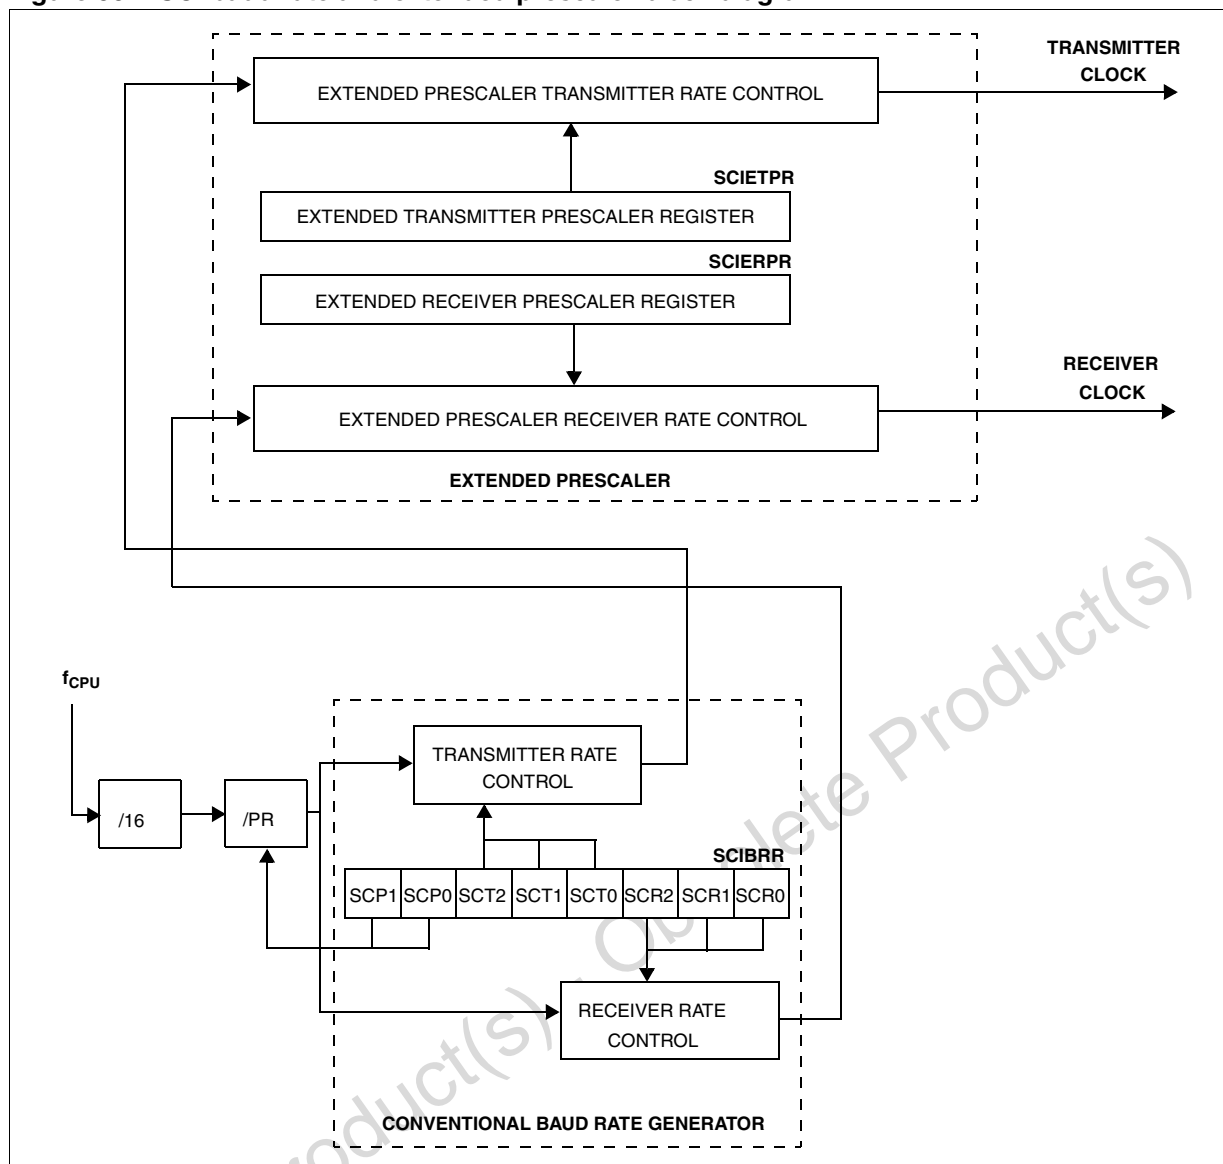 TRANSMITTER
CLOCK
EXTENDED PRESCALER TRANSMITTER RATE CONTROL
SCIETPR
EXTENDED TRANSMITTER PRESCALER REGISTER
SCIERPR
EXTENDED RECEIVER PRESCALER REGISTER
RECEIVER
CLOCK
EXTENDED PRESCALER RECEIVER RATE CONTROL
EXTENDED PRESCALER
fCPU
TRANSMITTER RATE
CONTROL
/16
/PR
SCIBRR
SCP1 SCP0 SCT2 SCT1 SCT0 SCR2 SCR1 SCR0
RECEIVER RATE
CONTROL
CONVENTIONAL BAUD RATE GENERATOR